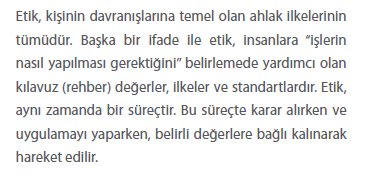 Etik, kişinin davranışlarına temel olan ahlak ilkelerinin
tümüdür. Başka bir ifade ile etik, insanlara “işlerin
nasıl yapılması gerektiğini” belirlemede yardımcı olan
kılavuz (rehber) değerler, ilkeler ve standartlardır. Etik,
aynı zamanda bir süreçtir. Bu süreçte karar alırken ve
uygulamayı yaparken, belirli değerlere bağlı kalınarak
hareket edilir.